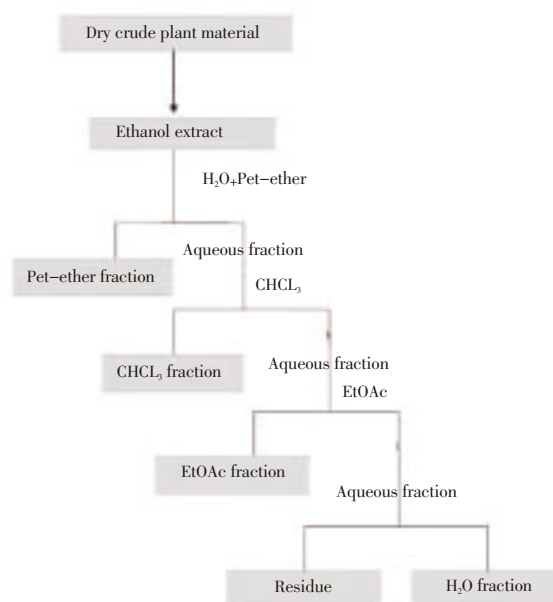 Dry crude plant material
Ethanol extract
H₂O+Pet-ether
Aqueous fraction
Pet-ether fraction
CHCL₃
CHCL₃ fraction
Aqueous fraction
EtOAc
EtOAc fraction
Aqueous fraction
Residue
H₂O fraction